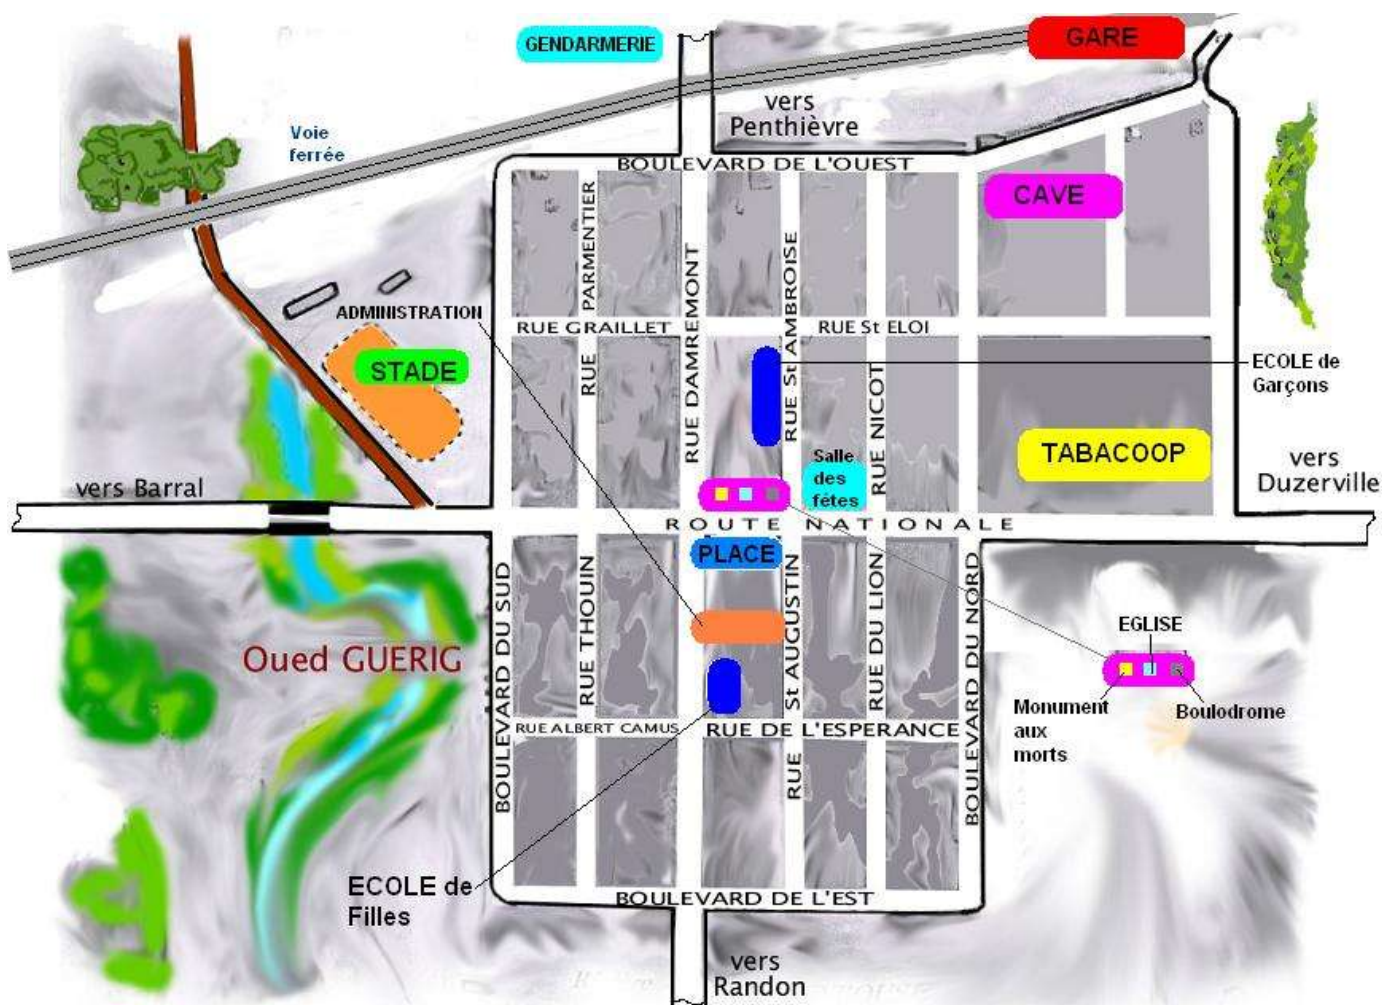 GENDARMERIE
GARE
vers
Penthièvre
Voie
ferrée
BOULEVARD DE L'OUEST
CAVE
RUE PARMENTIER
RUE DAMREMONT
RUE St AMBROISE
ADMINISTRATION
RUE GRAILLET
RUE St ELOI
STADE
ECOLE de
Garçons
RUE NICOT
TABACOOP
Salle
des
fétes
vers Barral
vers
Duzerville
ROUTE NATIONALE
PLACE
BOULEVARD DU SUD
RUE THOUIN
RUE St AUGUSTIN
RUE DU LION
BOULEVARD DU NORD
Oued GUERIG
EGLISE
Monument
aux
morts
Boulodrome
RUE ALBERT CAMUS
RUE DE L'ESPERANCE
ECOLE de
Filles
BOULEVARD DE L'EST
vers
Randon